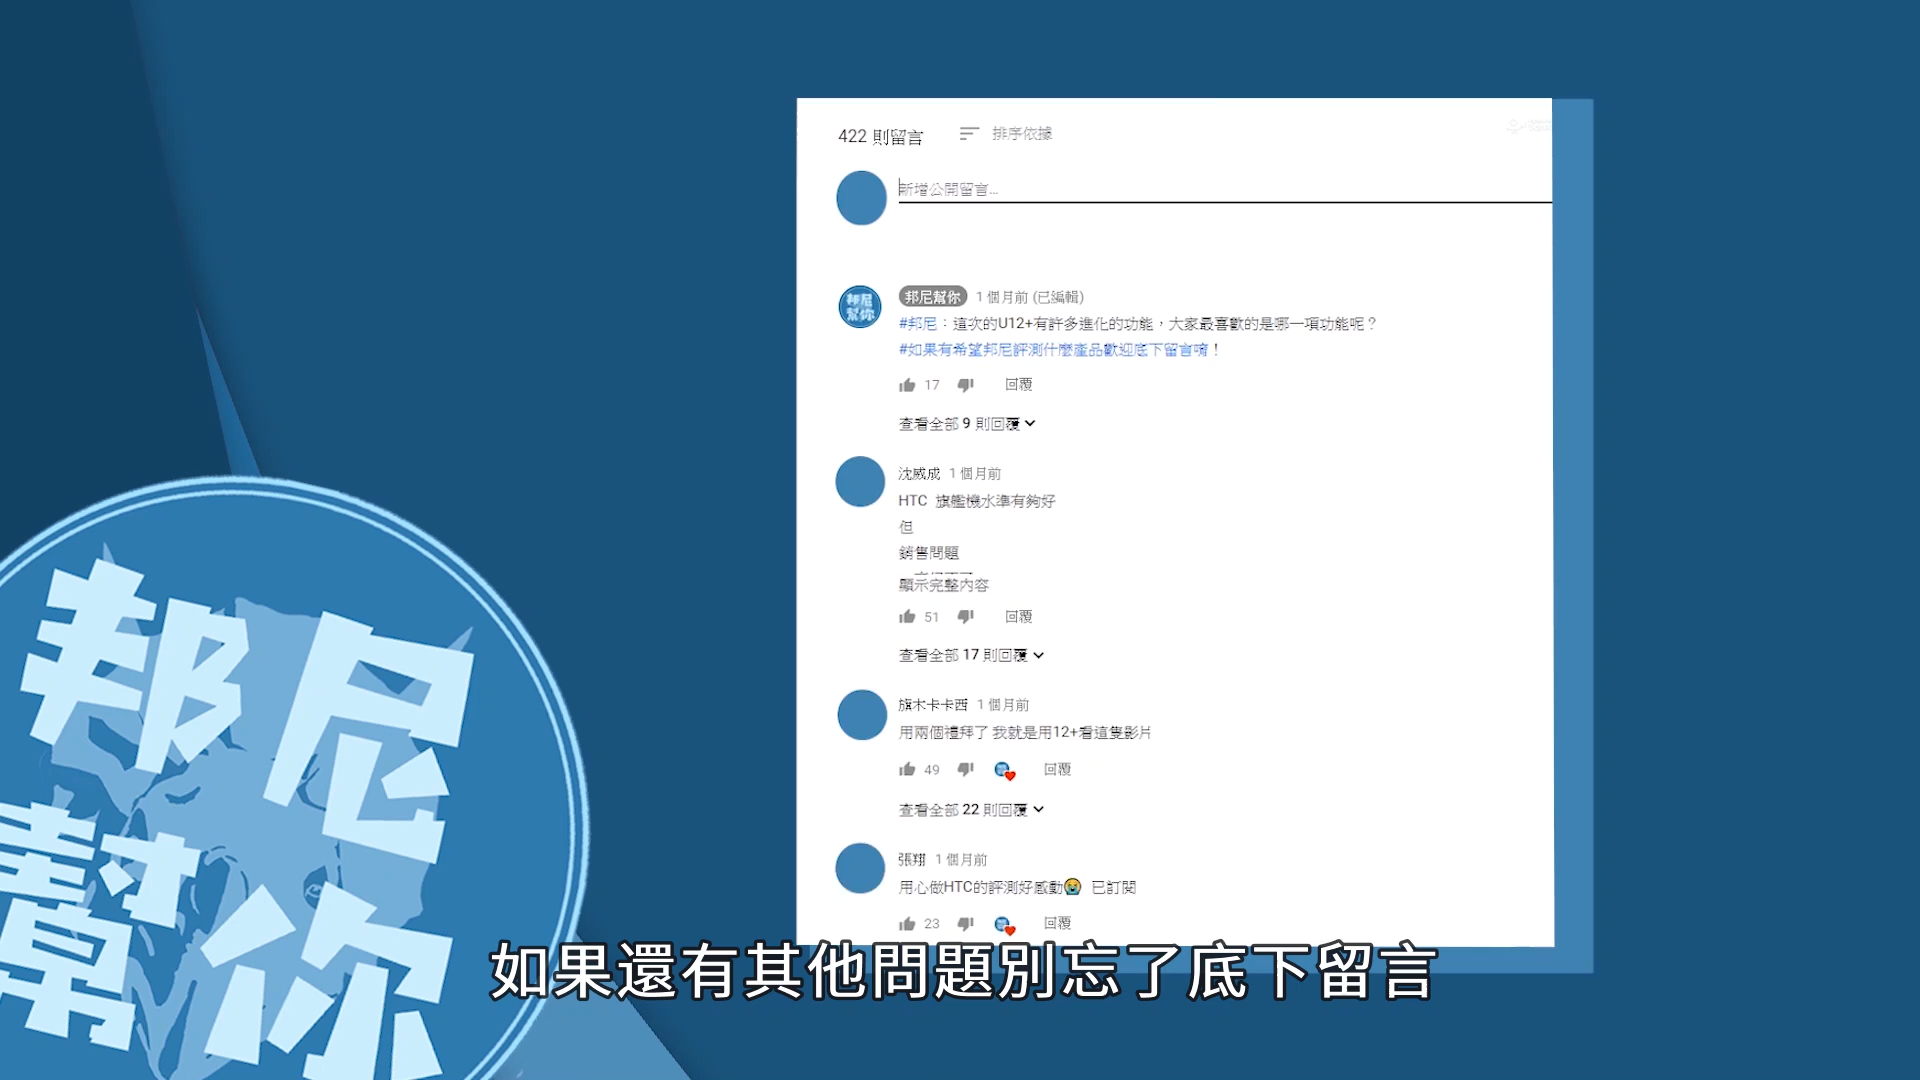 422 則留言
排序依據
新增公開留言...
邦尼幫你
邦尼幫你 1 個月前 (已編輯)
#邦尼：這次的U12+有許多進化的功能，大家最喜歡的是哪一項功能呢？
#如果有希望邦尼評測什麼產品歡迎底下留言唷！
17 回覆
查看全部 9 則回覆
沈威成 1 個月前
HTC 旗艦機水準有夠好
但
銷售問題
顯示完整內容
51 回覆
查看全部 17 則回覆
旗木卡卡西 1 個月前
用兩個禮拜了 我就是用12+看這隻影片
49 回覆
查看全部 22 則回覆
張翔 1 個月前
用心做HTC的評測好感動😭 已訂閱
23 回覆
邦尼
幫你
如果還有其他問題別忘了底下留言